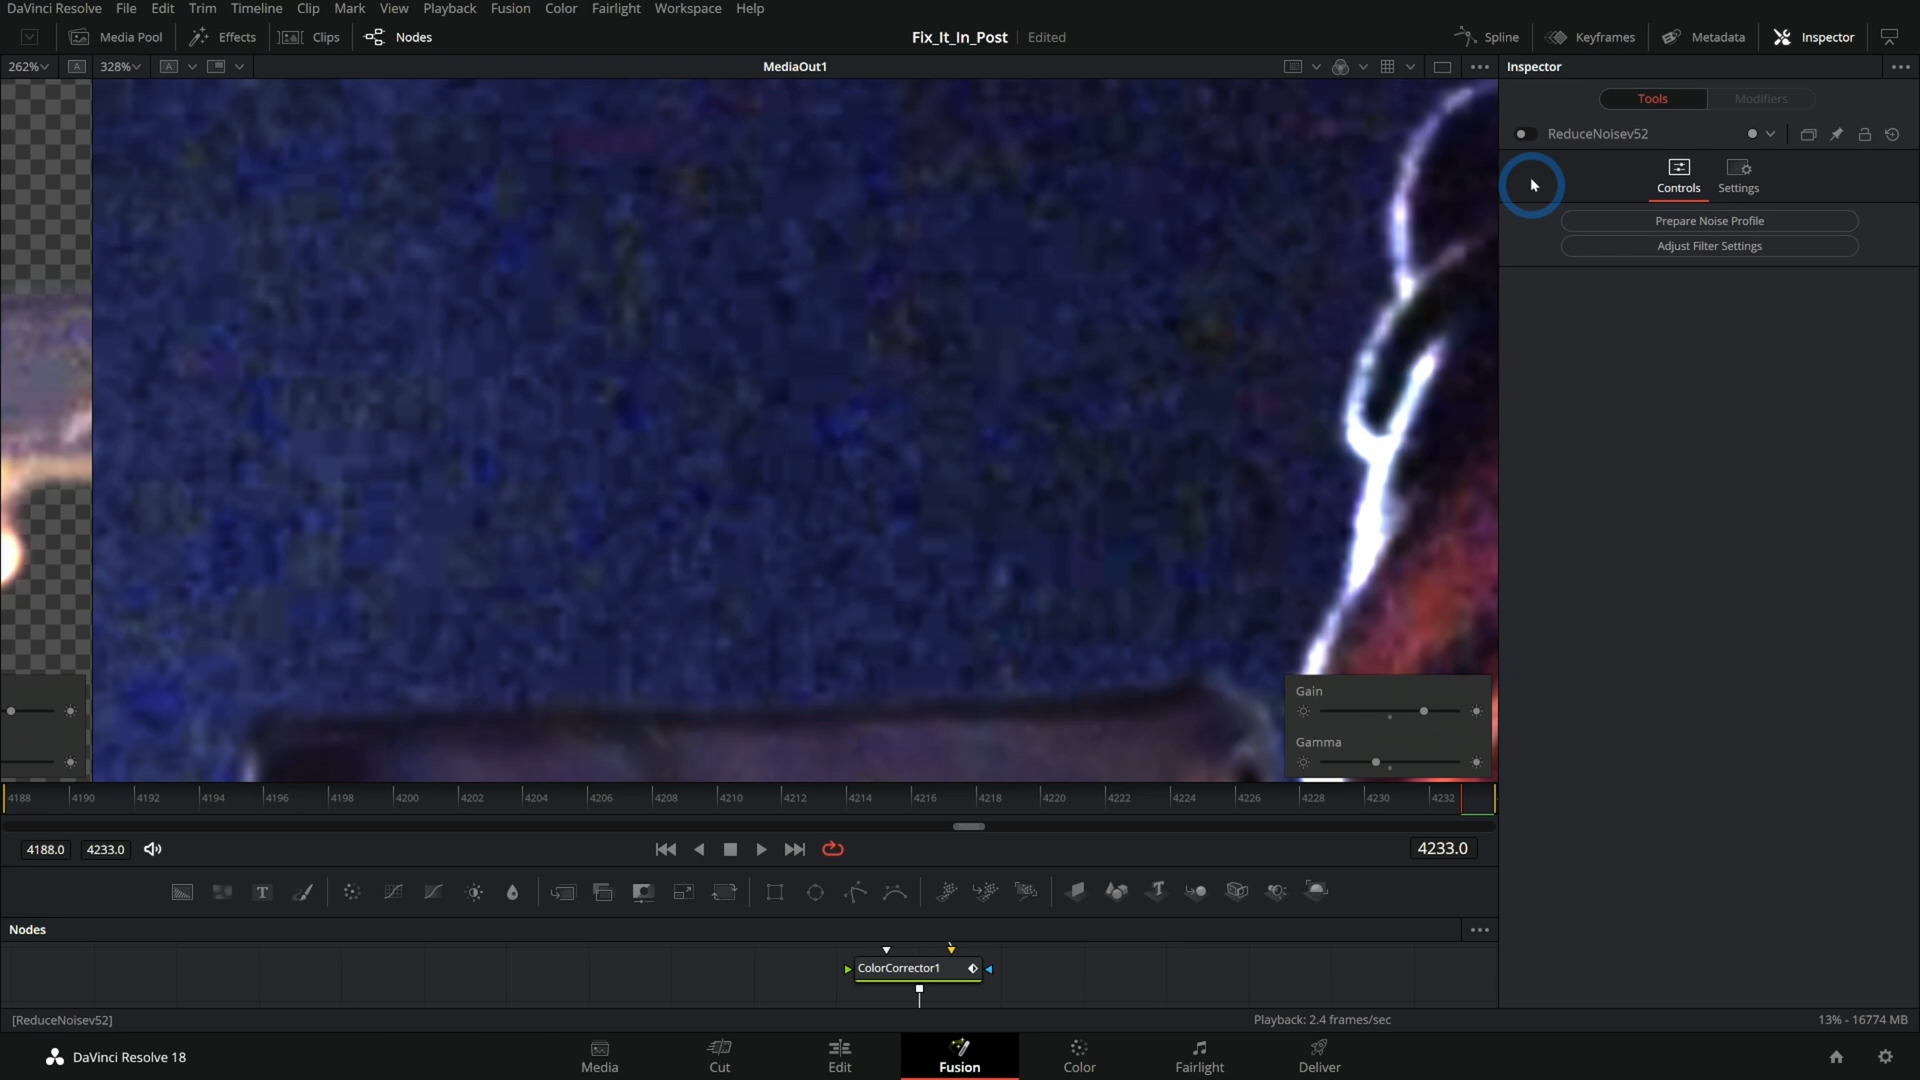 DaVinci Resolve File Edit Trim Timeline Clip Mark View Playback Fusion Color Fairlight Workspace Help
Media Pool Effects Clips Nodes Fix_It_In_Post Edited Spline Keyframes Metadata Inspector
262% A 328% A MediaOut1 Inspector
Tools Modifiers
ReduceNoisev52
Controls Settings
Prepare Noise Profile
Adjust Filter Settings
Gain
Gamma
4188 4190 4192 4194 4196 4198 4200 4202 4204 4206 4208 4210 4212 4214 4216 4218 4220 4222 4224 4226 4228 4230 4232
4188.0 4233.0 4233.0
T T
Nodes
ColorCorrector1
[ReduceNoisev52] Playback: 2.4 frames/sec 13% - 16774 MB
DaVinci Resolve 18 Media Cut Edit Fusion Color Fairlight Deliver